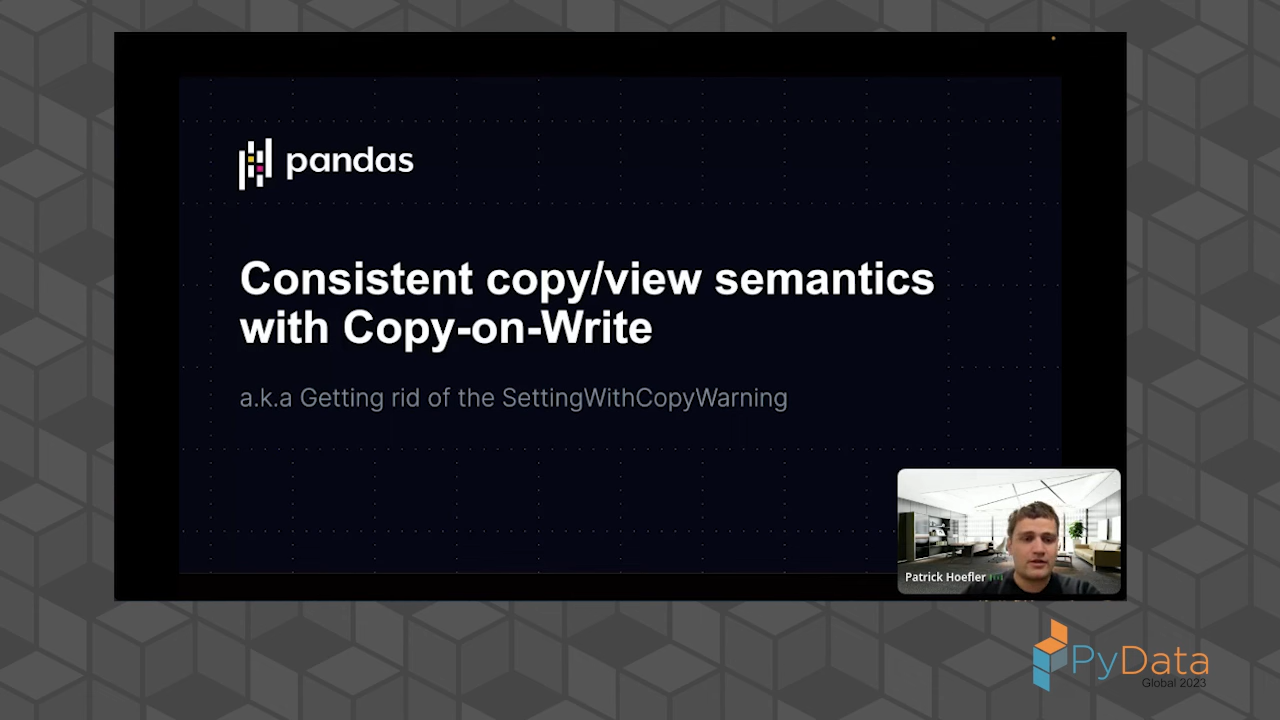 pandas
Consistent copy/view semantics
with Copy-on-Write
a.k.a Getting rid of the SettingWithCopyWarning
Patrick Hoefler
PyData
Global 2023